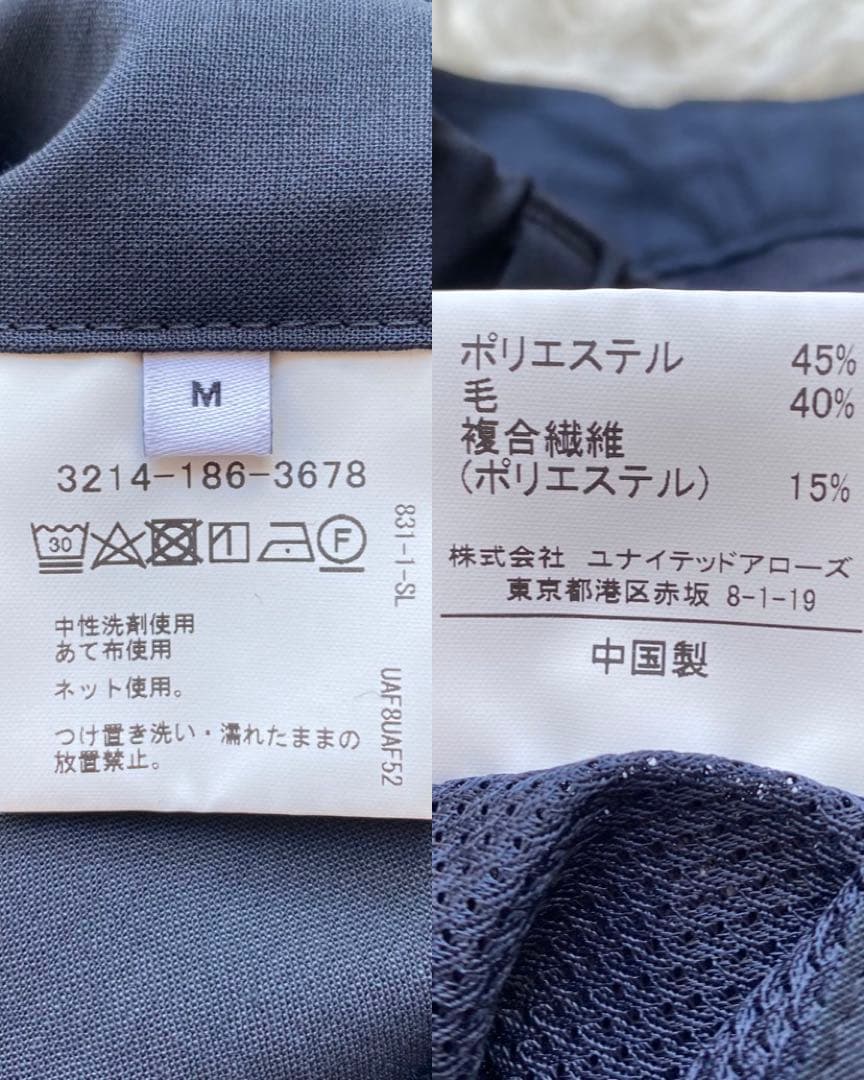 M
3214-186-3678
30
F
831-1-SL
UAF8UAF52
中性洗剤使用
あて布使用
ネット使用。
つけ置き洗い・濡れたままの
放置禁止。
ポリエステル 45%
毛 40%
複合繊維
(ポリエステル) 15%
株式会社 ユナイテッドアローズ
東京都港区赤坂 8-1-19
中国製